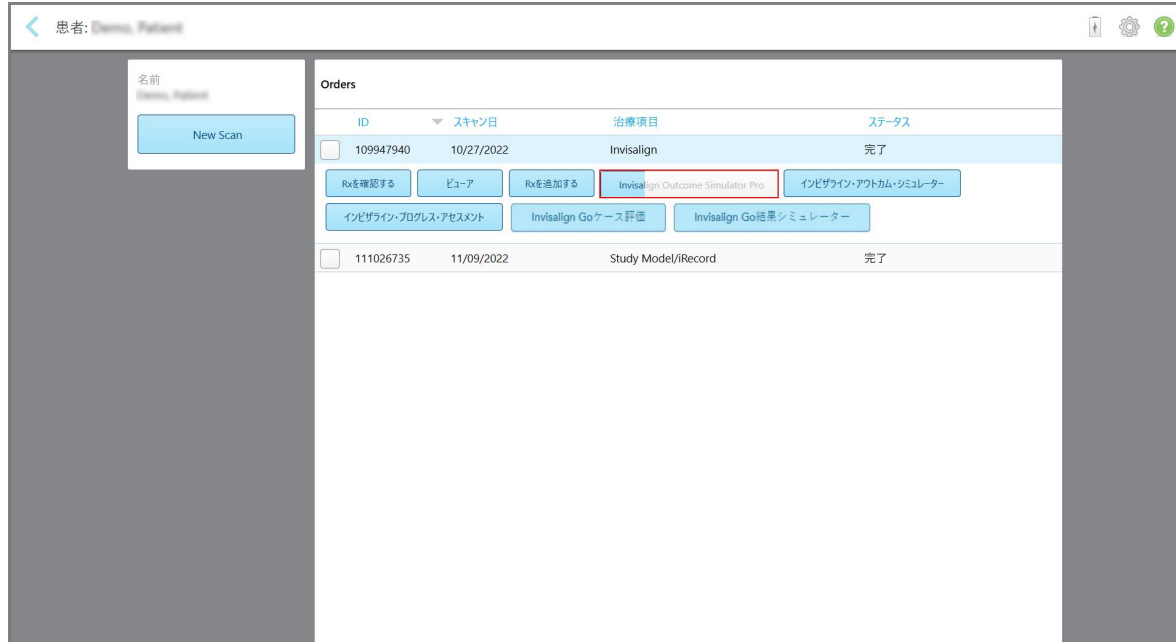 患者:
?
名前
New Scan
Orders
ID スキャン日 治療項目 ステータス
109947940 10/27/2022 Invisalign 完了
Rxを確認する ビューア Rxを追加する Invisalign Outcome Simulator Pro インビザライン・アウトカム・シミュレーター
インビザライン・プログレス・アセスメント Invisalign Goケース評価 Invisalign Go結果シミュレーター
111026735 11/09/2022 Study Model/iRecord 完了